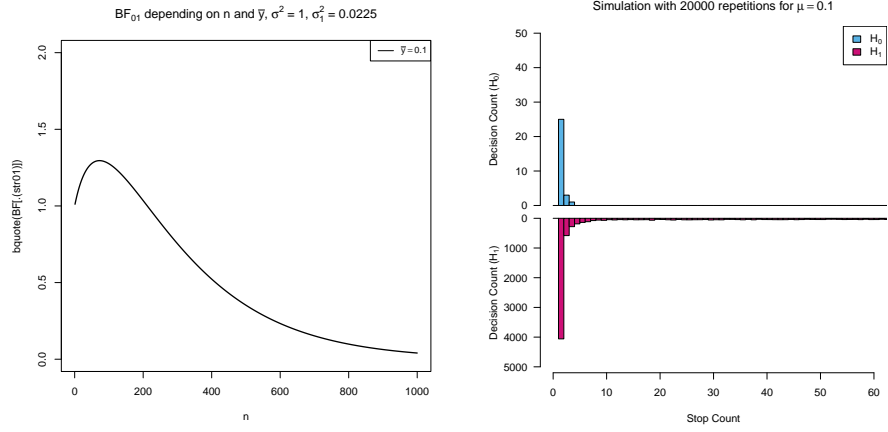 BF01 depending on n and y̅, σ² = 1, σ₁² = 0.0225
y̅ = 0.1
bquote(BF[.(str01)])
2.0
1.5
1.0
0.5
0.0
0 200 400 600 800 1000
n
Simulation with 20000 repetitions for μ = 0.1
H0
H1
Decision Count (H0)
50
40
30
20
10
0
Decision Count (H1)
0
1000
2000
3000
4000
5000
0 10 20 30 40 50 60
Stop Count